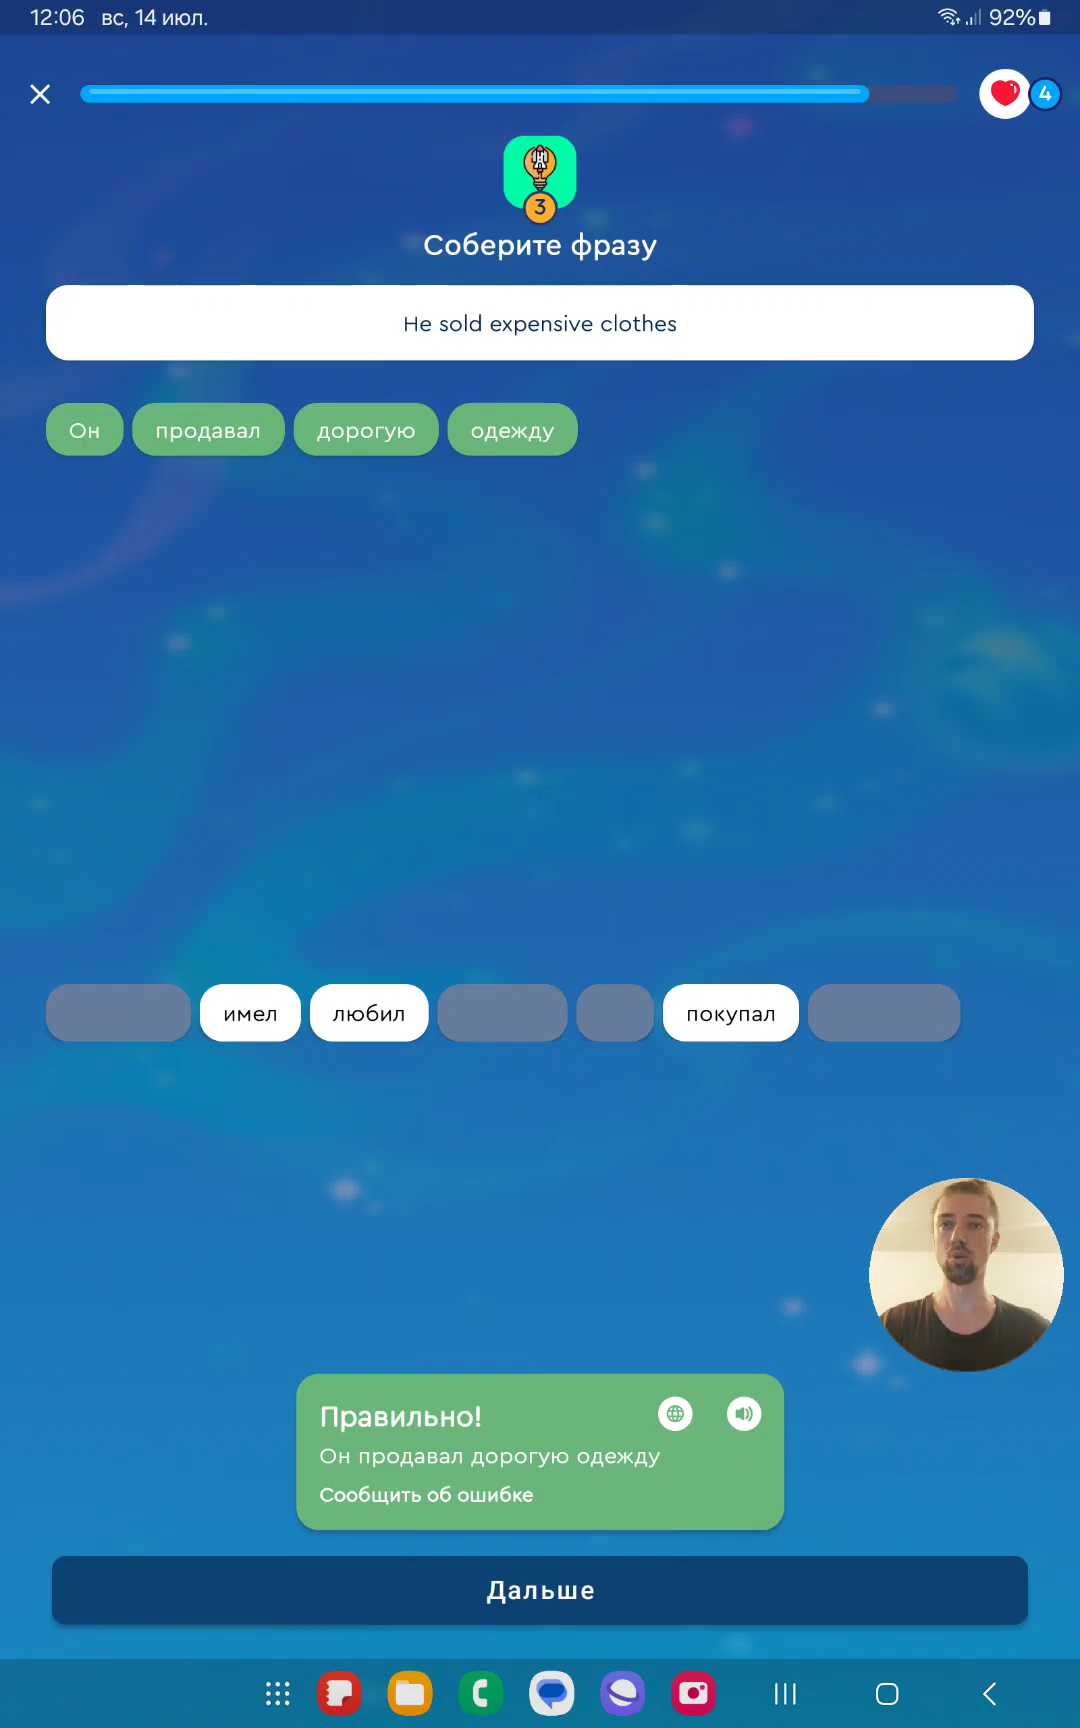 12:06 вс, 14 июл. 92%
4
3
Соберите фразу
He sold expensive clothes
Он продавал дорогую одежду
имел любил покупал
Правильно!
Он продавал дорогую одежду
Сообщить об ошибке
Дальше